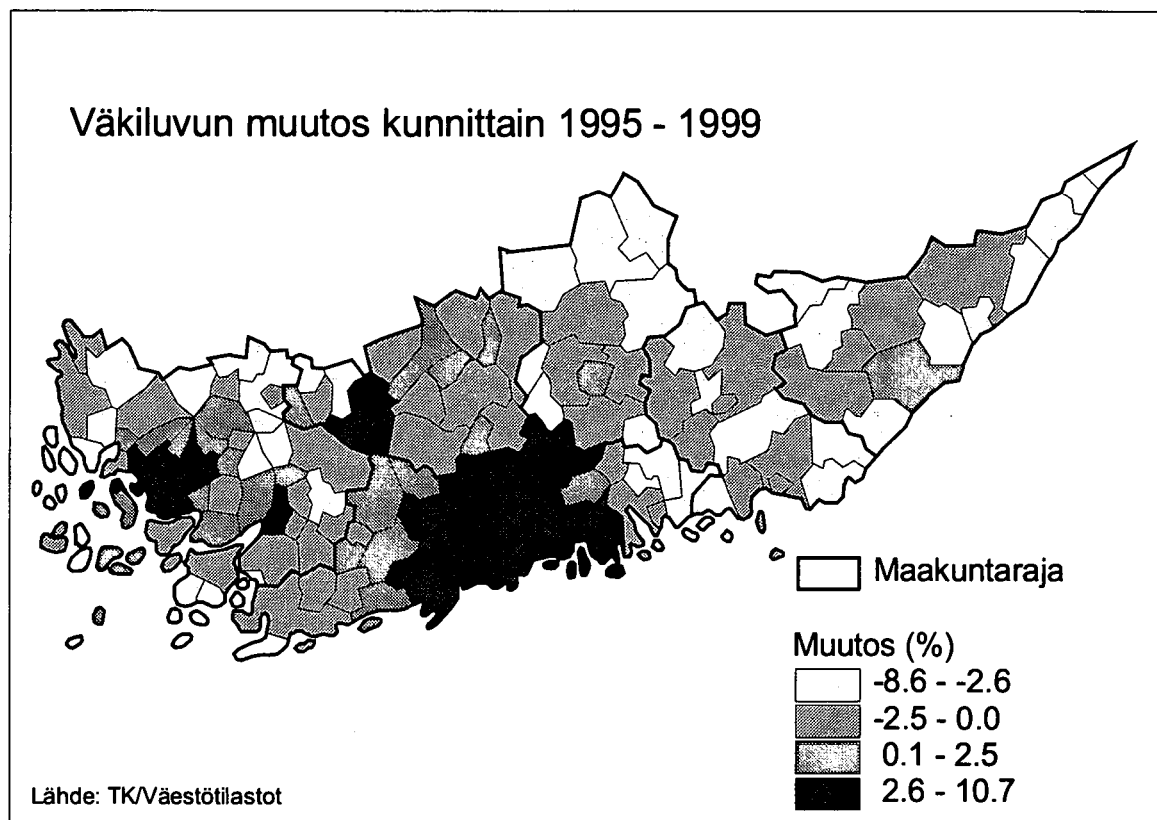 Väkiluvun muutos kunnittain 1995 - 1999
Maakuntaraja
Muutos (%)
-8.6 - -2.6
-2.5 - 0.0
0.1 - 2.5
2.6 - 10.7
Lähde: TK/Väestötilastot